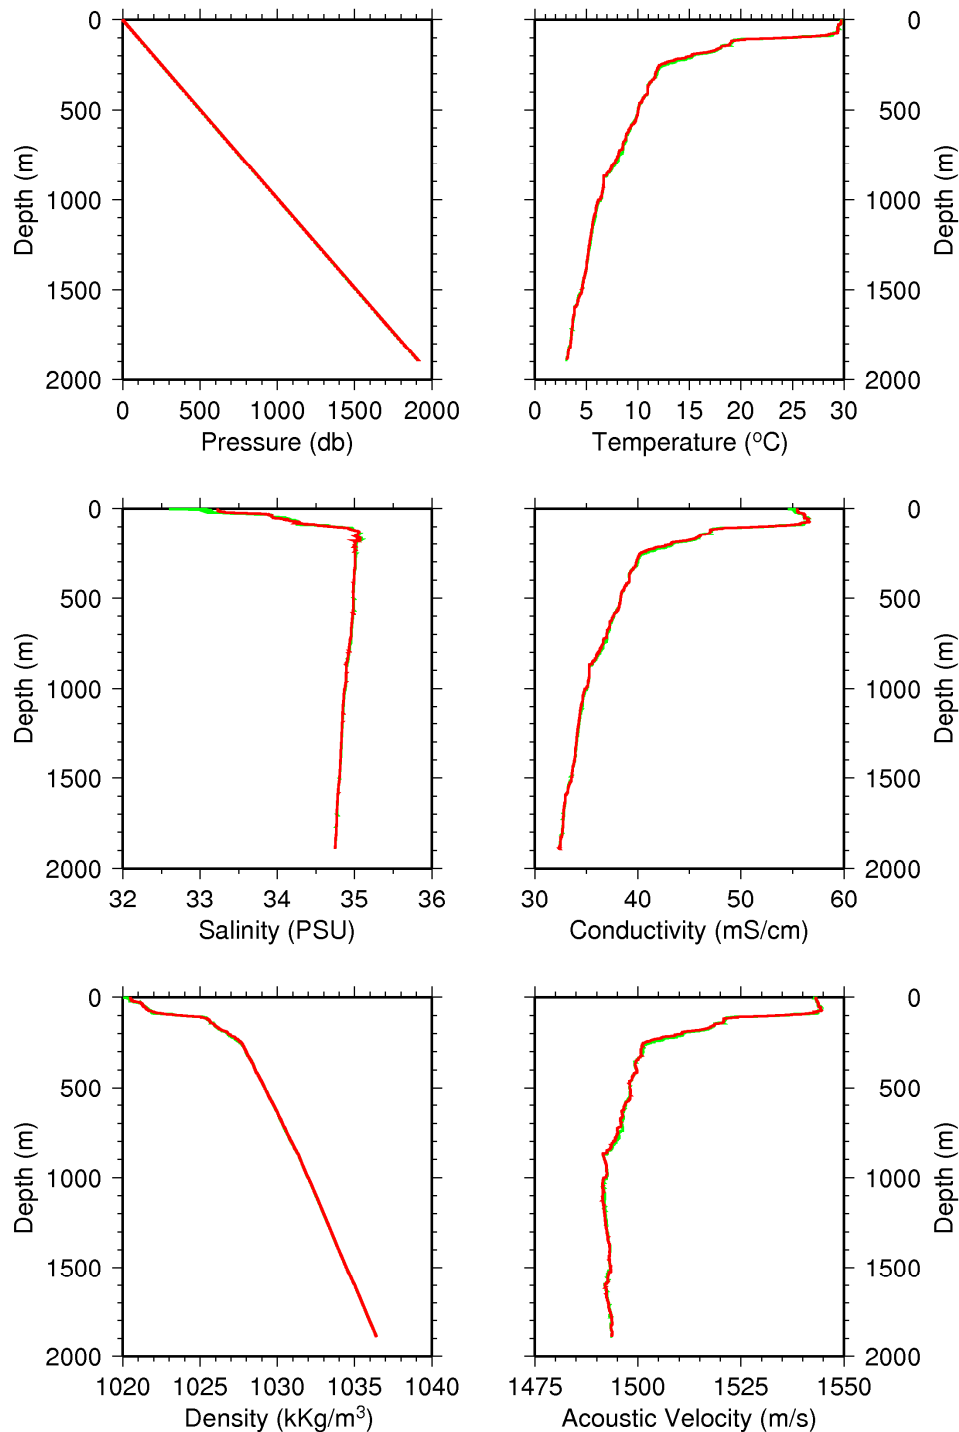 0 0
500 500
1000 1000
1500 1500
2000 2000
Depth (m) Depth (m)
0 500 1000 1500 2000 0 5 10 15 20 25 30
Pressure (db) Temperature (ºC)
0 0
500 500
1000 1000
1500 1500
2000 2000
Depth (m) Depth (m)
32 33 34 35 36 30 40 50 60
Salinity (PSU) Conductivity (mS/cm)
0 0
500 500
1000 1000
1500 1500
2000 2000
Depth (m) Depth (m)
1020 1025 1030 1035 1040 1475 1500 1525 1550
Density (kKg/m³) Acoustic Velocity (m/s)